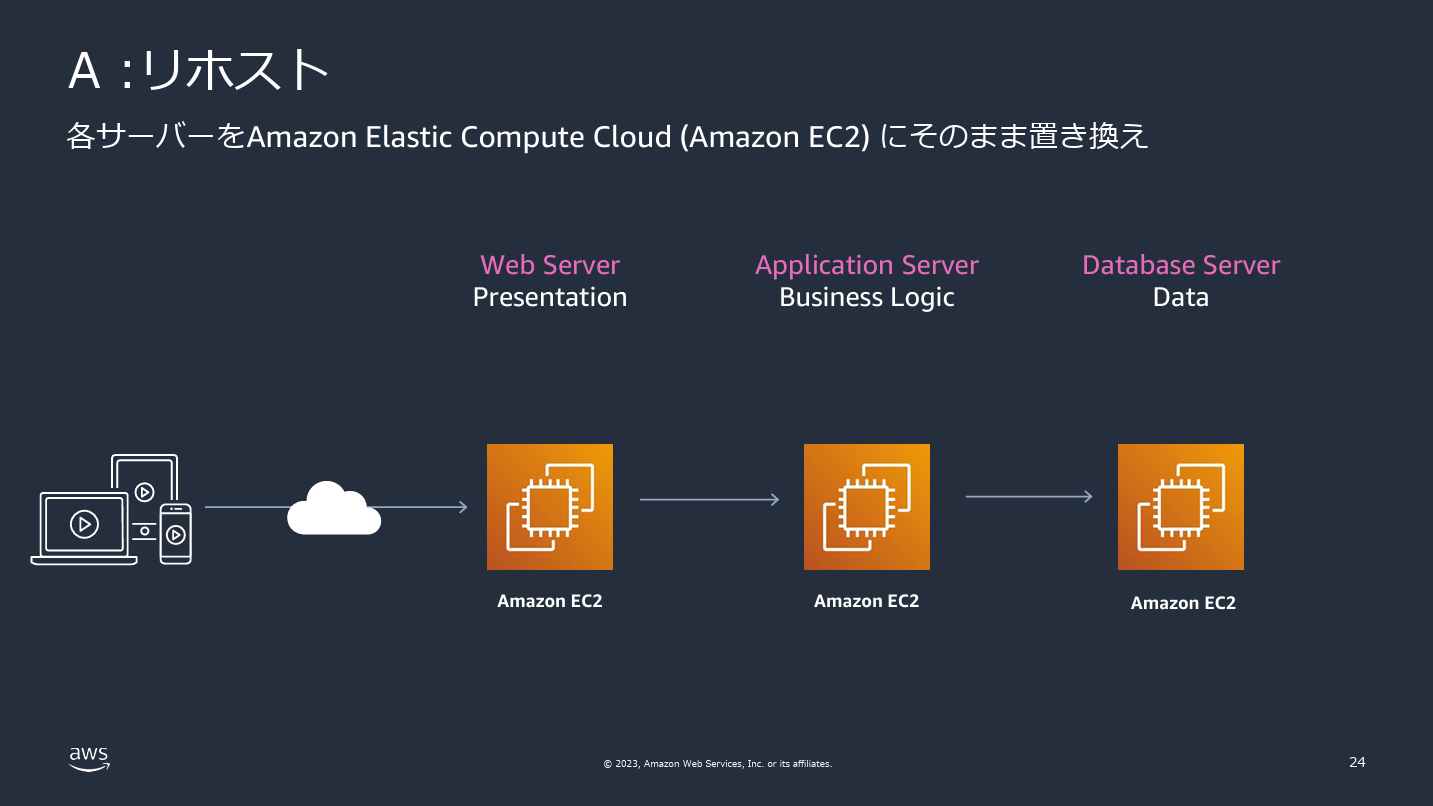 A :リホスト
各サーバーをAmazon Elastic Compute Cloud (Amazon EC2) にそのまま置き換え
Web Server
Presentation
Application Server
Business Logic
Database Server
Data
Amazon EC2
Amazon EC2
Amazon EC2
aws
© 2023, Amazon Web Services, Inc. or its affiliates.
24